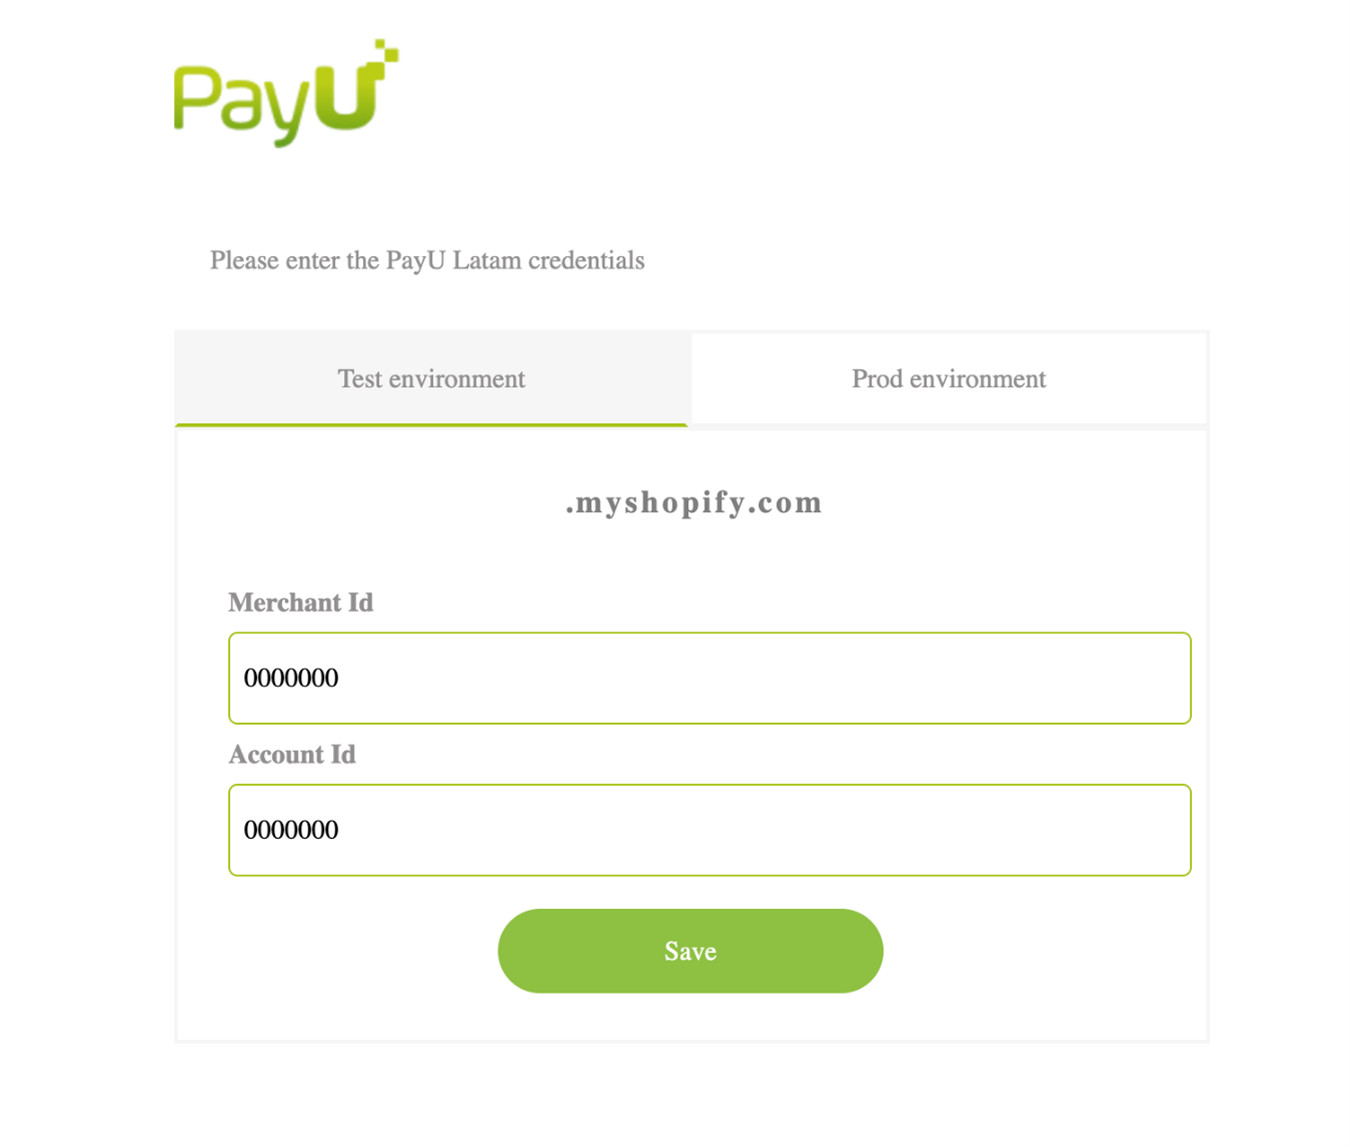 PayU
Please enter the PayU Latam credentials
Test environment
Prod environment
.myshopify.com
Merchant Id
0000000
Account Id
0000000
Save